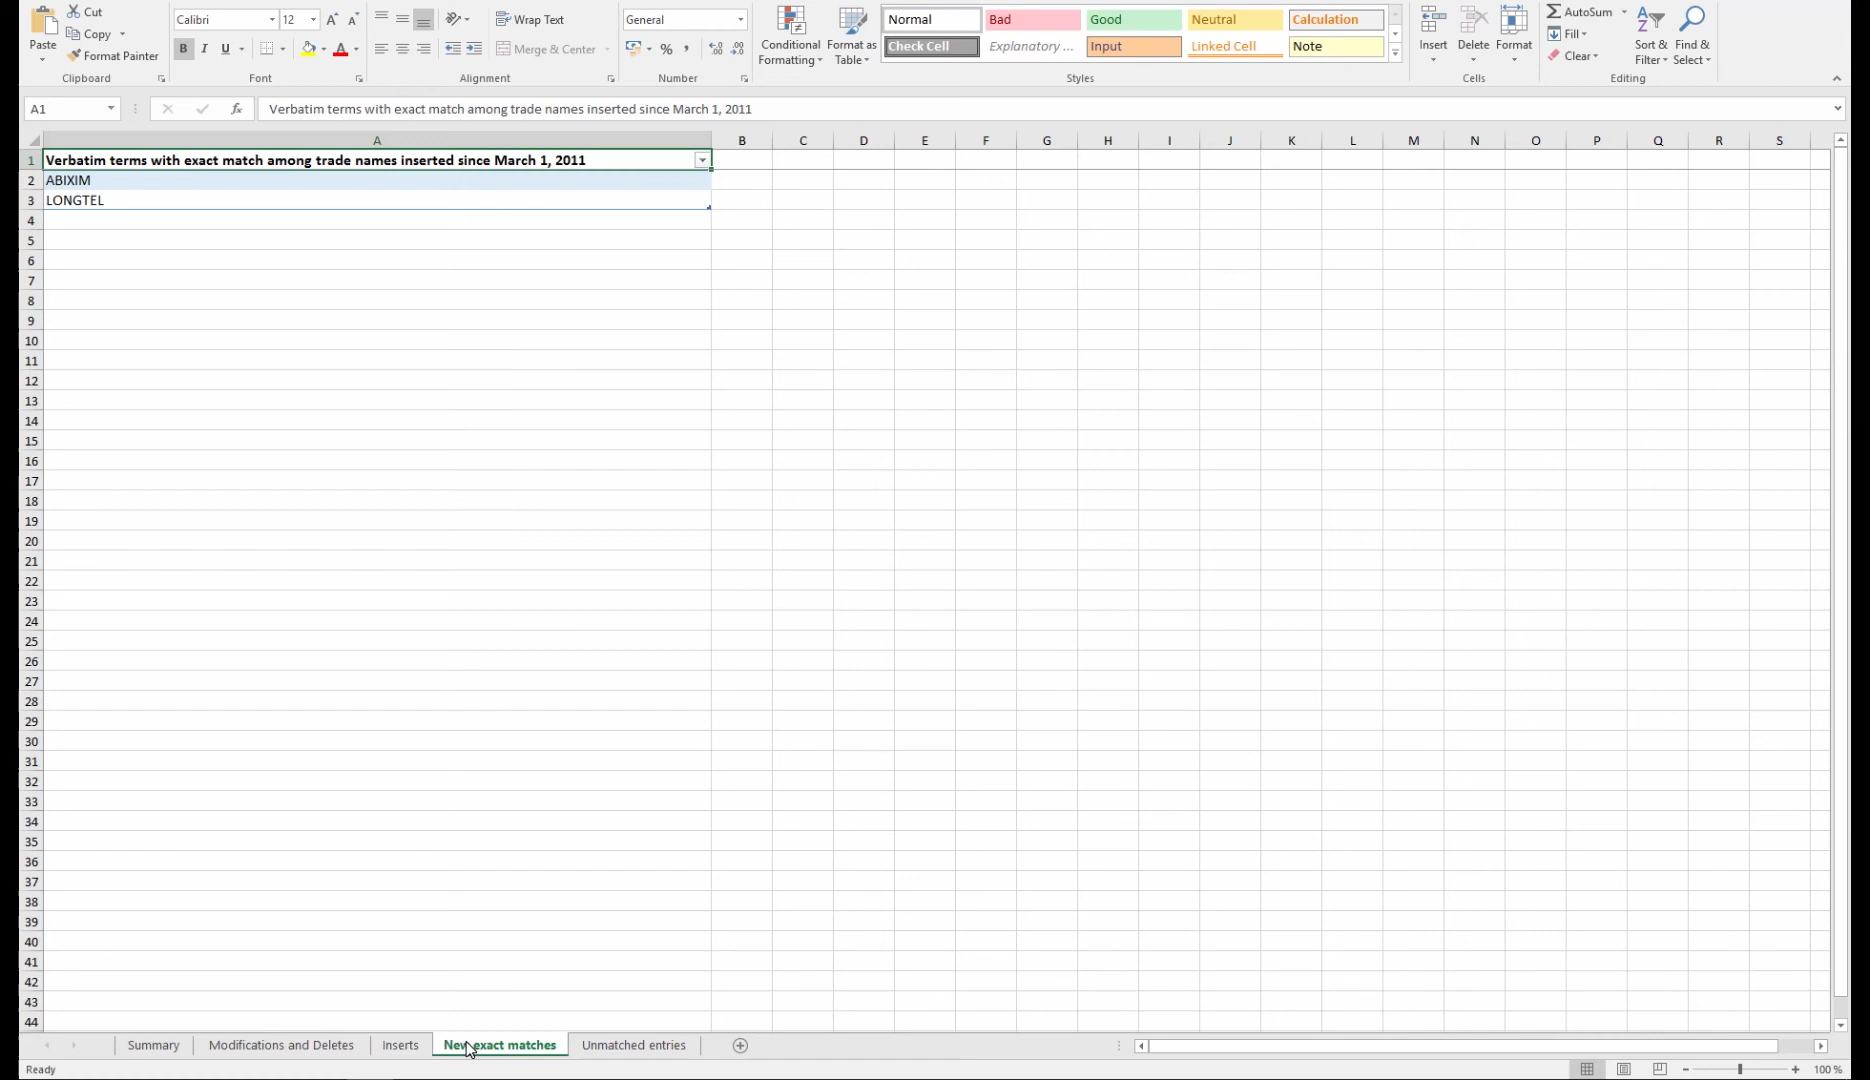 Paste
Cut
Copy
Format Painter
Clipboard
Calibri 12
B I U
Font
Wrap Text
Merge & Center
Alignment
General
% ,
Number
Conditional Formatting
Format as Table
Normal Bad Good Neutral Calculation
Check Cell Explanatory ... Input Linked Cell Note
Styles
Insert Delete Format
Cells
AutoSum
Fill
Clear
Sort & Filter
Find & Select
Editing
A1 fx Verbatim terms with exact match among trade names inserted since March 1, 2011
A B C D E F G H I J K L M N O P Q R S
1 Verbatim terms with exact match among trade names inserted since March 1, 2011
2 ABIXIM
3 LONGTEL
4
5
6
7
8
9
10
11
12
13
14
15
16
17
18
19
20
21
22
23
24
25
26
27
28
29
30
31
32
33
34
35
36
37
38
39
40
41
42
43
44
Summary Modifications and Deletes Inserts New exact matches Unmatched entries
Ready 100 %